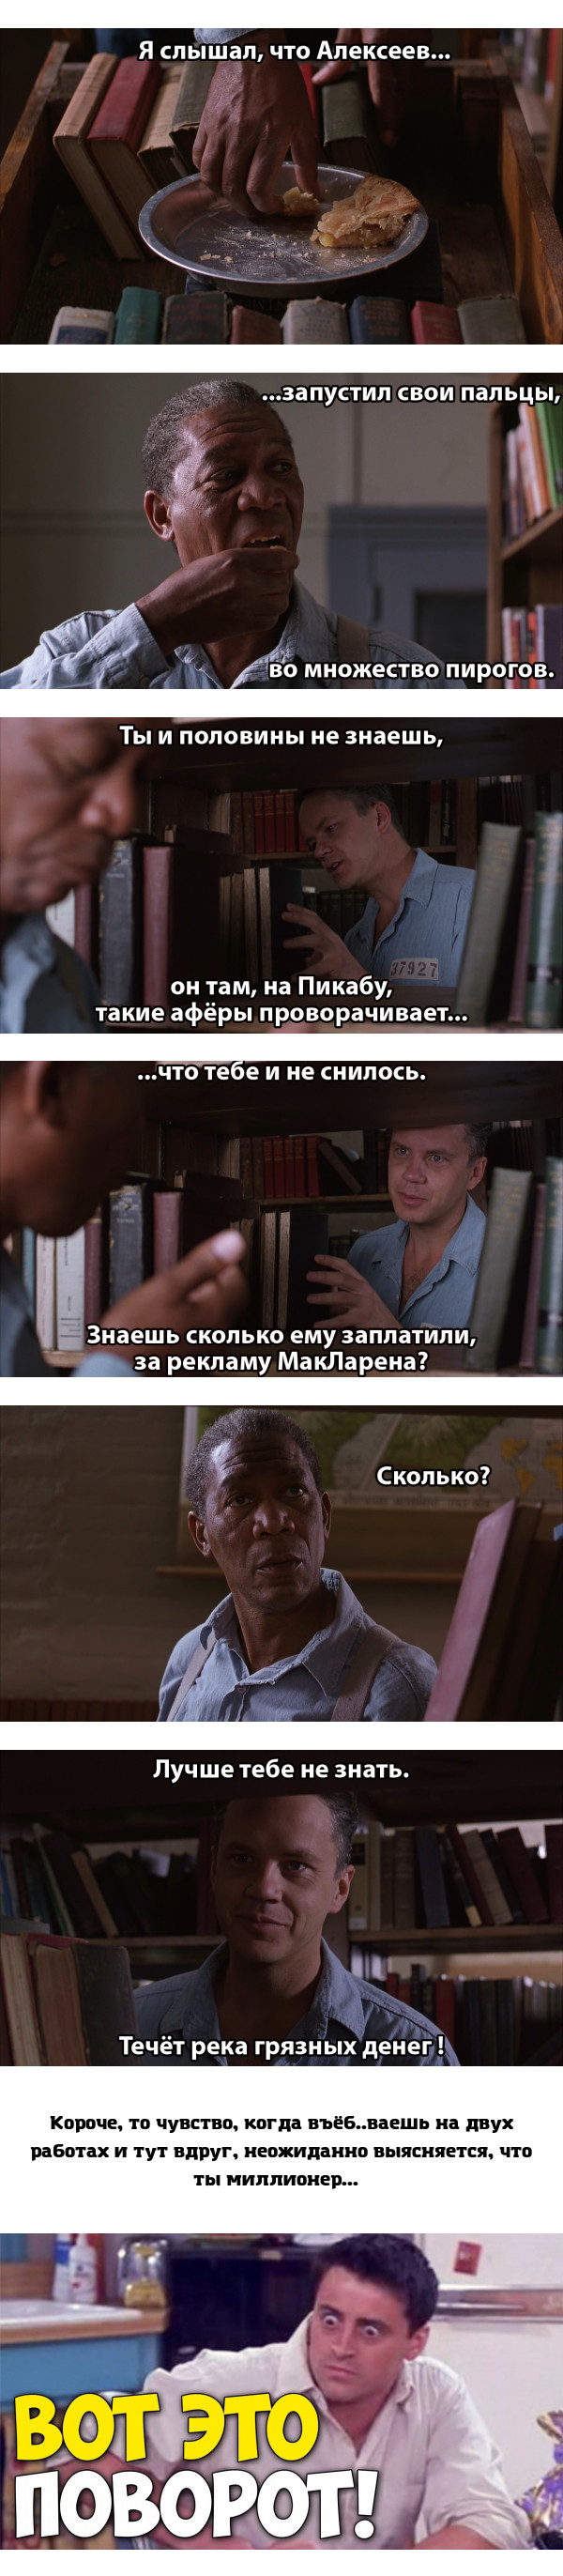 Я слышал, что Алексеев...
...запустил свои пальцы,
во множество пирогов.
Ты и половины не знаешь,
37927
он там, на Пикабу,
такие афёры проворачивает...
...что тебе и не снилось.
Знаешь сколько ему заплатили,
за рекламу МакЛарена?
Сколько?
Лучше тебе не знать.
Течёт река грязных денег !
Короче, то чувство, когда въёб..ваешь на двух
работах и тут вдруг, неожиданно выясняется, что
ты миллионер...
ВОТ ЭТО
ПОВОРОТ!